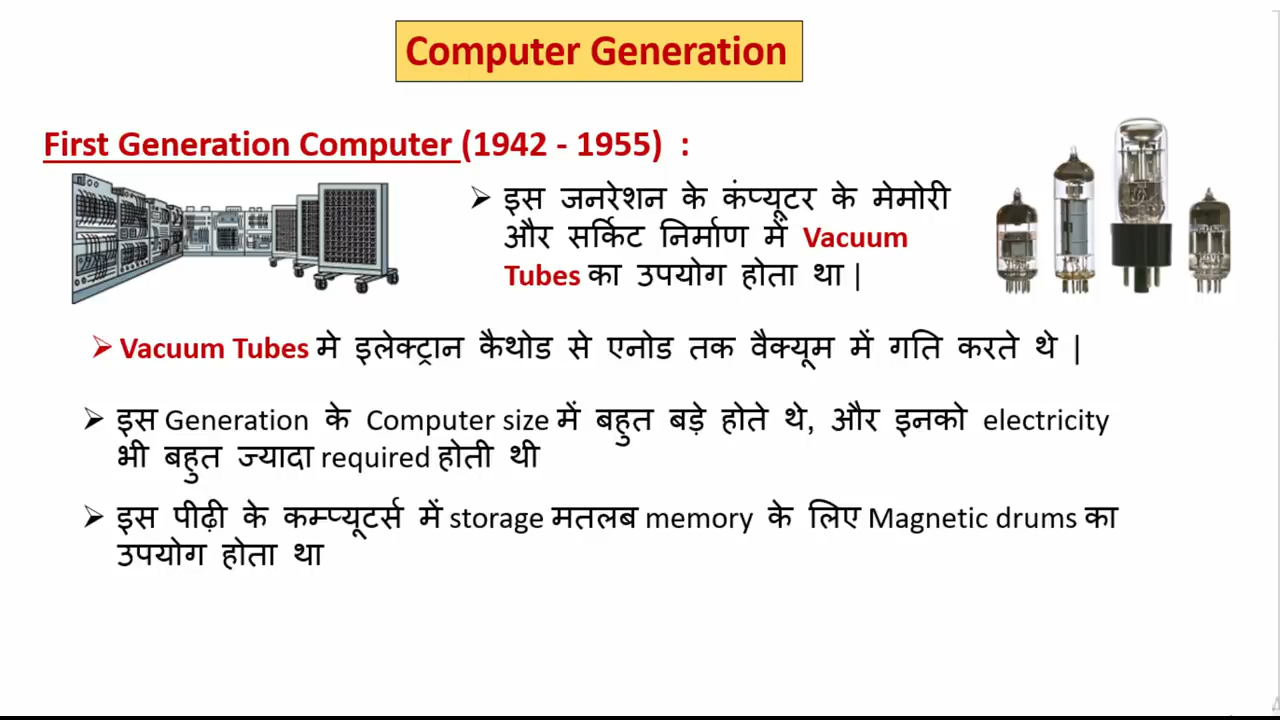 Computer Generation
First Generation Computer (1942 - 1955) :
➢ इस जनरेशन के कंप्यूटर के मेमोरी
और सर्किट निर्माण में Vacuum
Tubes का उपयोग होता था |
➢ Vacuum Tubes मे इलेक्ट्रान कैथोड से एनोड तक वैक्यूम में गति करते थे |
➢ इस Generation के Computer size में बहुत बड़े होते थे, और इनको electricity
भी बहुत ज्यादा required होती थी
➢ इस पीढ़ी के कम्प्यूटर्स में storage मतलब memory के लिए Magnetic drums का
उपयोग होता था